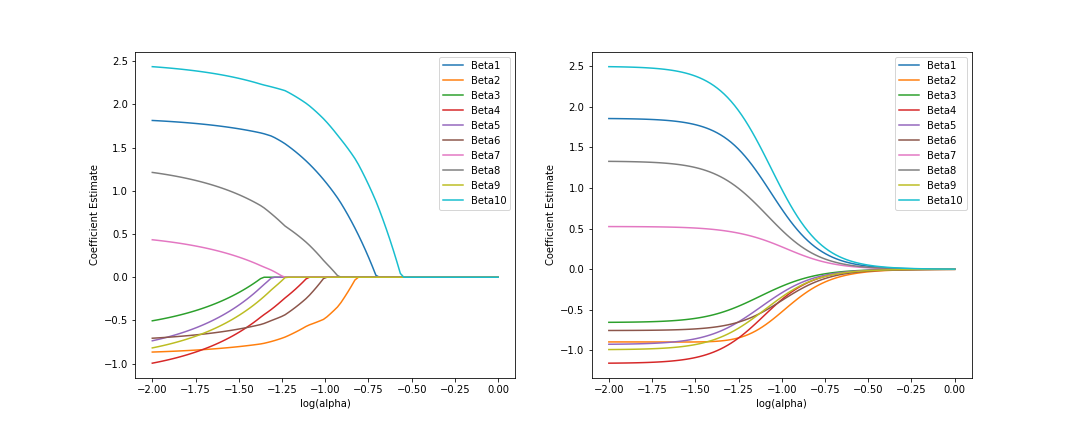 2.5
2.0
1.5
1.0
0.5
0.0
−0.5
−1.0
Coefficient Estimate
−2.00 −1.75 −1.50 −1.25 −1.00 −0.75 −0.50 −0.25 0.00
log(alpha)
Beta1
Beta2
Beta3
Beta4
Beta5
Beta6
Beta7
Beta8
Beta9
Beta10
2.5
2.0
1.5
1.0
0.5
0.0
−0.5
−1.0
Coefficient Estimate
−2.00 −1.75 −1.50 −1.25 −1.00 −0.75 −0.50 −0.25 0.00
log(alpha)
Beta1
Beta2
Beta3
Beta4
Beta5
Beta6
Beta7
Beta8
Beta9
Beta10